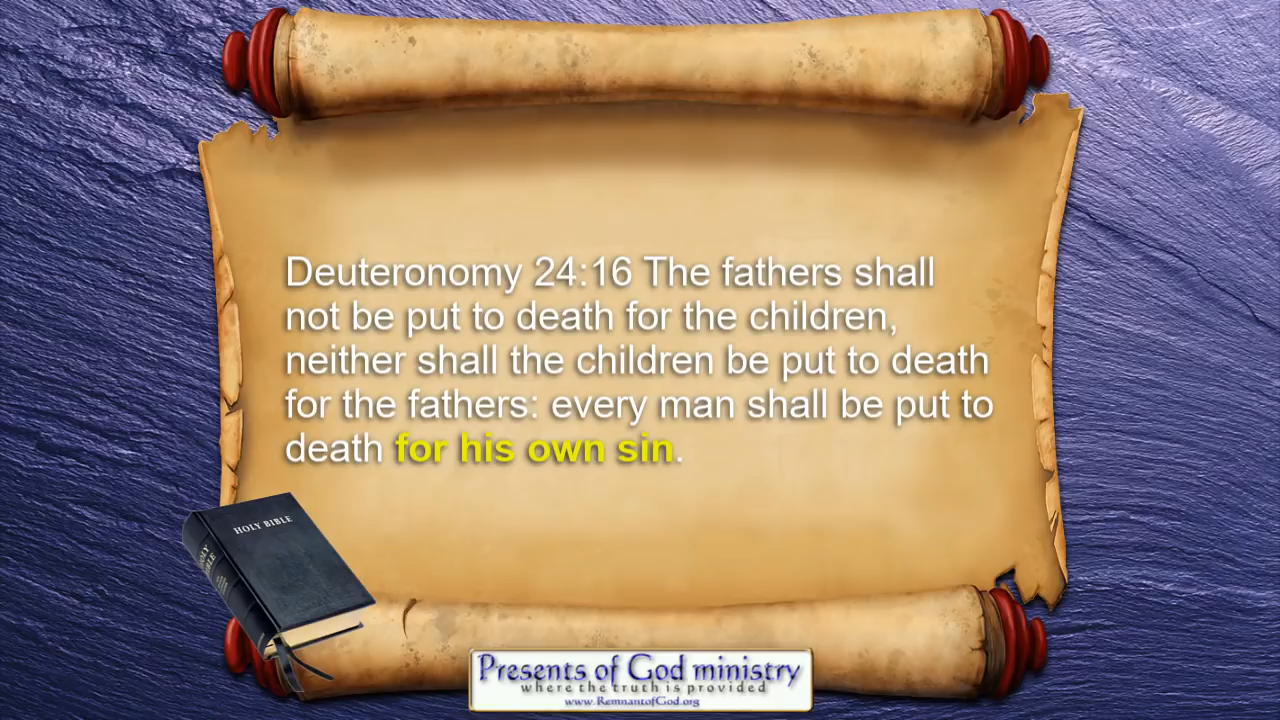 Deuteronomy 24:16 The fathers shall
not be put to death for the children,
neither shall the children be put to death
for the fathers: every man shall be put to
death for his own sin.
HOLY BIBLE
HOLY BIBLE
Presents of God ministry
where the truth is provided
www.RemnantofGod.org